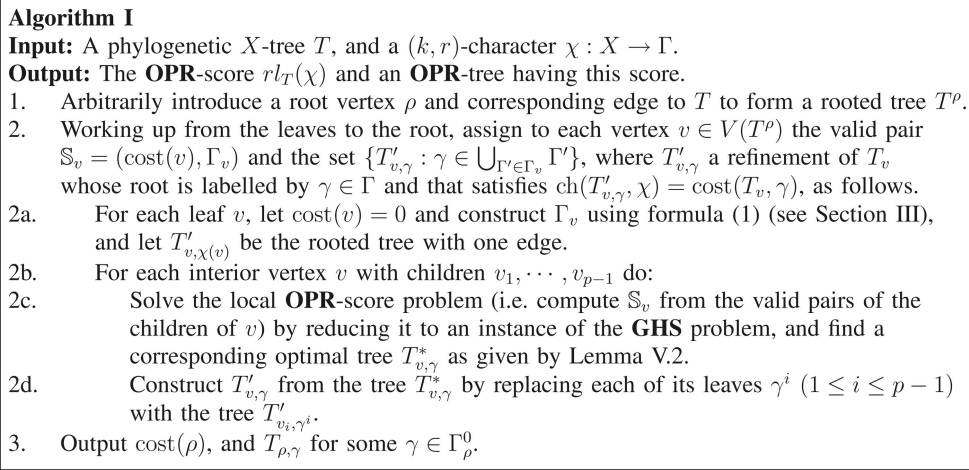 Algorithm I
Input: A phylogenetic X-tree T, and a (k, r)-character χ : X → Γ.
Output: The OPR-score rl_T(χ) and an OPR-tree having this score.
1. Arbitrarily introduce a root vertex ρ and corresponding edge to T to form a rooted tree T^ρ.
2. Working up from the leaves to the root, assign to each vertex v ∈ V(T^ρ) the valid pair
𝕊_v = (cost(v), Γ_v) and the set {T′_{v,γ} : γ ∈ ⋃_{Γ′∈Γ_v} Γ′}, where T′_{v,γ} a refinement of T_v
whose root is labelled by γ ∈ Γ and that satisfies ch(T′_{v,γ}, χ) = cost(T_v, γ), as follows.
2a. For each leaf v, let cost(v) = 0 and construct Γ_v using formula (1) (see Section III),
and let T′_{v,χ(v)} be the rooted tree with one edge.
2b. For each interior vertex v with children v_1, ⋯ , v_{p−1} do:
2c. Solve the local OPR-score problem (i.e. compute 𝕊_v from the valid pairs of the
children of v) by reducing it to an instance of the GHS problem, and find a
corresponding optimal tree T*_{v,γ} as given by Lemma V.2.
2d. Construct T′_{v,γ} from the tree T*_{v,γ} by replacing each of its leaves γ^i (1 ≤ i ≤ p − 1)
with the tree T′_{v_i,γ^i}.
3. Output cost(ρ), and T_{ρ,γ} for some γ ∈ Γ^0_ρ.